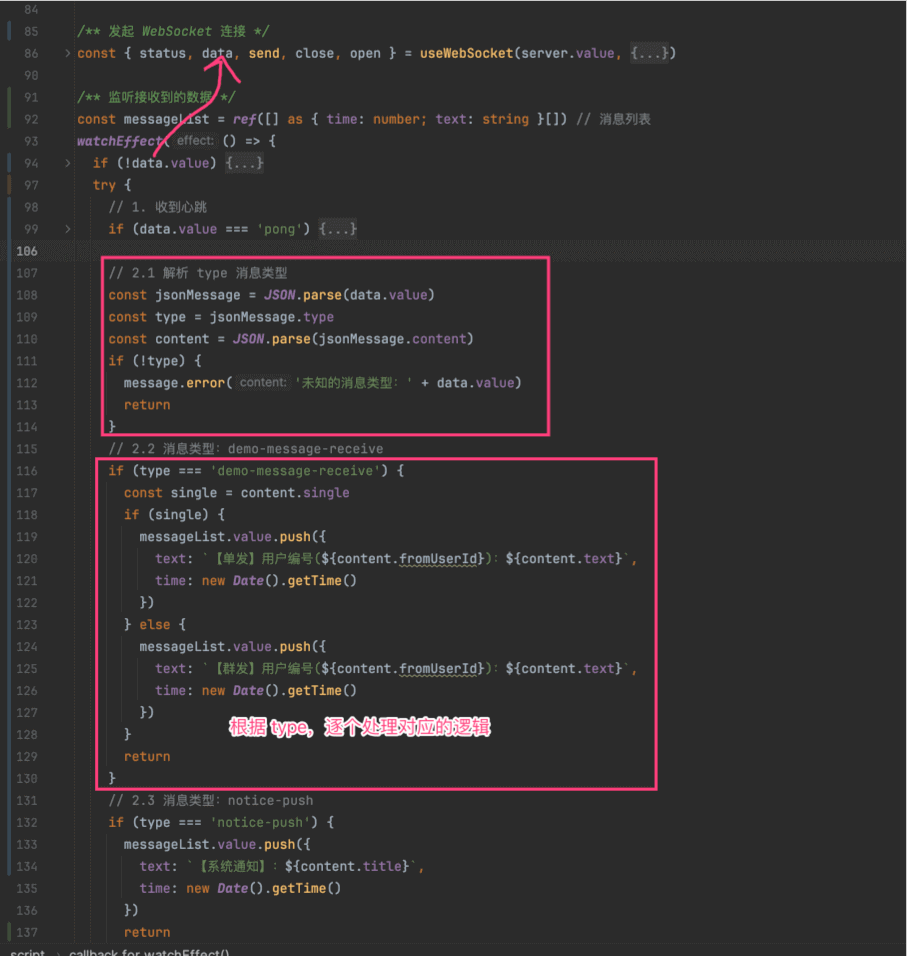 84
85 /** 发起 WebSocket 连接 */
86 const { status, data, send, close, open } = useWebSocket(server.value, {...})
90
91 /** 监听接收到的数据 */
92 const messageList = ref([] as { time: number; text: string }[]) // 消息列表
93 watchEffect( effect: () => {
94 if (!data.value) {...}
97 try {
98 // 1. 收到心跳
99 if (data.value === 'pong') {...}
106
107 // 2.1 解析 type 消息类型
108 const jsonMessage = JSON.parse(data.value)
109 const type = jsonMessage.type
110 const content = JSON.parse(jsonMessage.content)
111 if (!type) {
112 message.error( content: '未知的消息类型：' + data.value)
113 return
114 }
115 // 2.2 消息类型：demo-message-receive
116 if (type === 'demo-message-receive') {
117 const single = content.single
118 if (single) {
119 messageList.value.push({
120 text: `【单发】用户编号(${content.fromUserId})：${content.text}`,
121 time: new Date().getTime()
122 })
123 } else {
124 messageList.value.push({
125 text: `【群发】用户编号(${content.fromUserId})：${content.text}`,
126 time: new Date().getTime()
127 })
根据 type，逐个处理对应的逻辑
128 }
129 return
130 }
131 // 2.3 消息类型：notice-push
132 if (type === 'notice-push') {
133 messageList.value.push({
134 text: `【系统通知】：${content.title}`,
135 time: new Date().getTime()
136 })
137 return
script › callback for watchEffect()